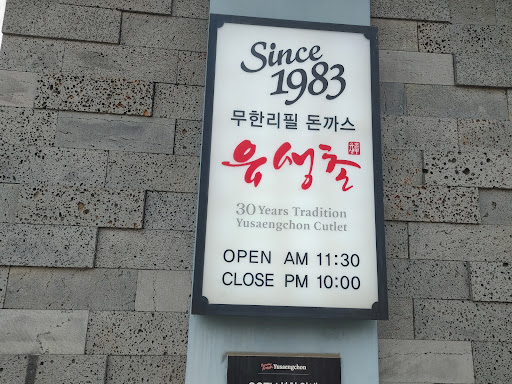 Since
1983
무한리필 돈까스
유생촌
30 Years Tradition
Yusaengchon Cutlet
OPEN AM 11:30
CLOSE PM 10:00
Yusaengchon